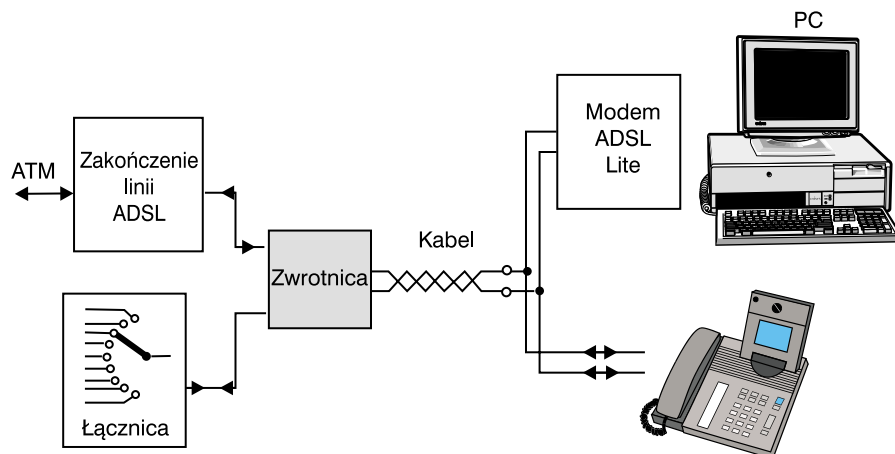 PC
Modem
ADSL
Lite
Zakończenie
linii
ADSL
ATM
Kabel
Zwrotnica
Łącznica